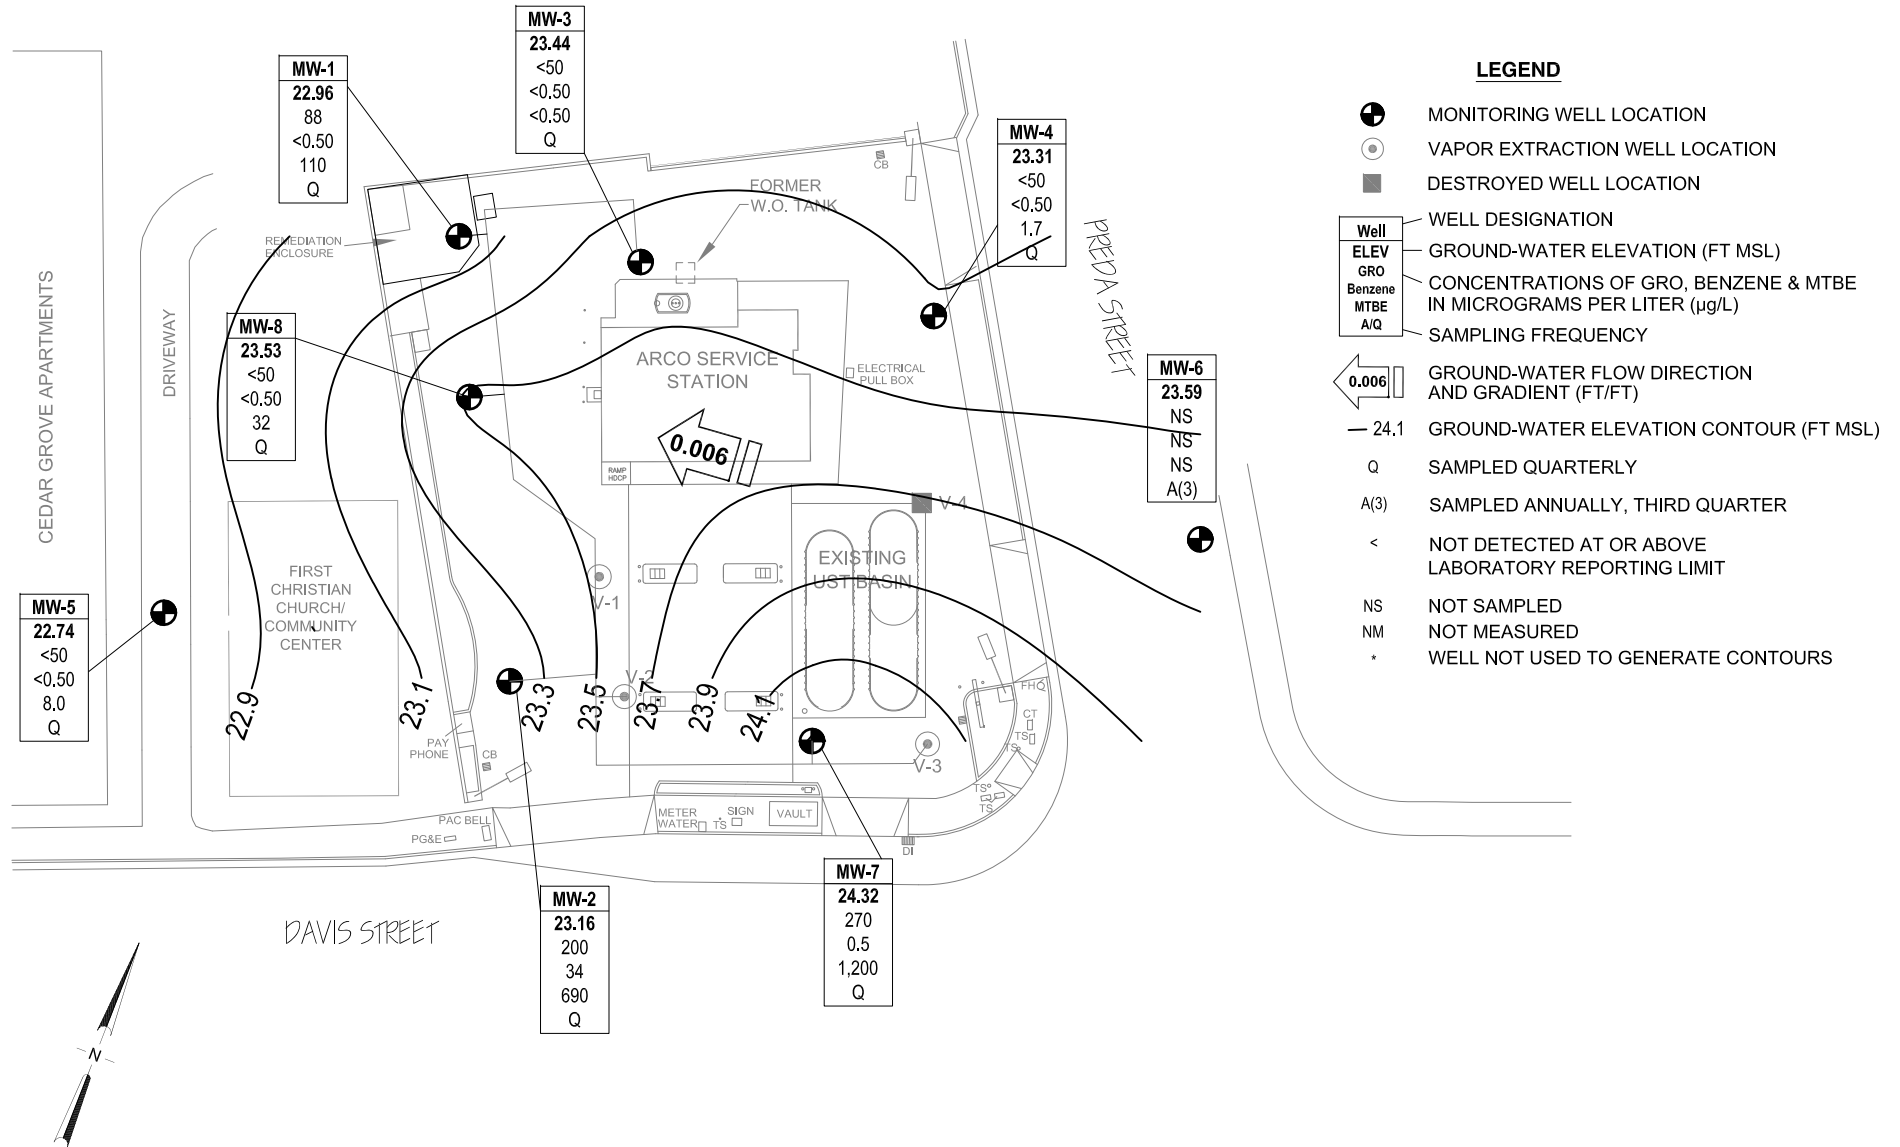 MW-3
23.44
<50
<0.50
<0.50
Q
MW-1
22.96
88
<0.50
110
Q
MW-4
23.31
<50
<0.50
1.7
Q
MW-8
23.53
<50
<0.50
32
Q
MW-6
23.59
NS
NS
NS
A(3)
MW-5
22.74
<50
<0.50
8.0
Q
MW-2
23.16
200
34
690
Q
MW-7
24.32
270
0.5
1,200
Q
CEDAR GROVE APARTMENTS
DRIVEWAY
REMEDIATION
ENCLOSURE
FORMER
W.O. TANK
CB
PREDA STREET
ARCO SERVICE
STATION
ELECTRICAL
PULL BOX
0.006
RAMP
HDCP
V-4
EXISTING
UST BASIN
FIRST
CHRISTIAN
CHURCH/
COMMUNITY
CENTER
V-1
V-2
V-3
22.9
23.1
23.3
23.5
23.7
23.9
24.1
PAY
PHONE
CB
FHO
CT
TS
TS
TS
TS
METER
WATER
TS
SIGN
VAULT
PAC BELL
PG&E
DI
DAVIS STREET
N
LEGEND
MONITORING WELL LOCATION
VAPOR EXTRACTION WELL LOCATION
DESTROYED WELL LOCATION
Well
ELEV
GRO
Benzene
MTBE
A/Q
WELL DESIGNATION
GROUND-WATER ELEVATION (FT MSL)
CONCENTRATIONS OF GRO, BENZENE & MTBE
IN MICROGRAMS PER LITER (µg/L)
SAMPLING FREQUENCY
0.006
GROUND-WATER FLOW DIRECTION
AND GRADIENT (FT/FT)
24.1 GROUND-WATER ELEVATION CONTOUR (FT MSL)
Q SAMPLED QUARTERLY
A(3) SAMPLED ANNUALLY, THIRD QUARTER
< NOT DETECTED AT OR ABOVE
LABORATORY REPORTING LIMIT
NS NOT SAMPLED
NM NOT MEASURED
* WELL NOT USED TO GENERATE CONTOURS